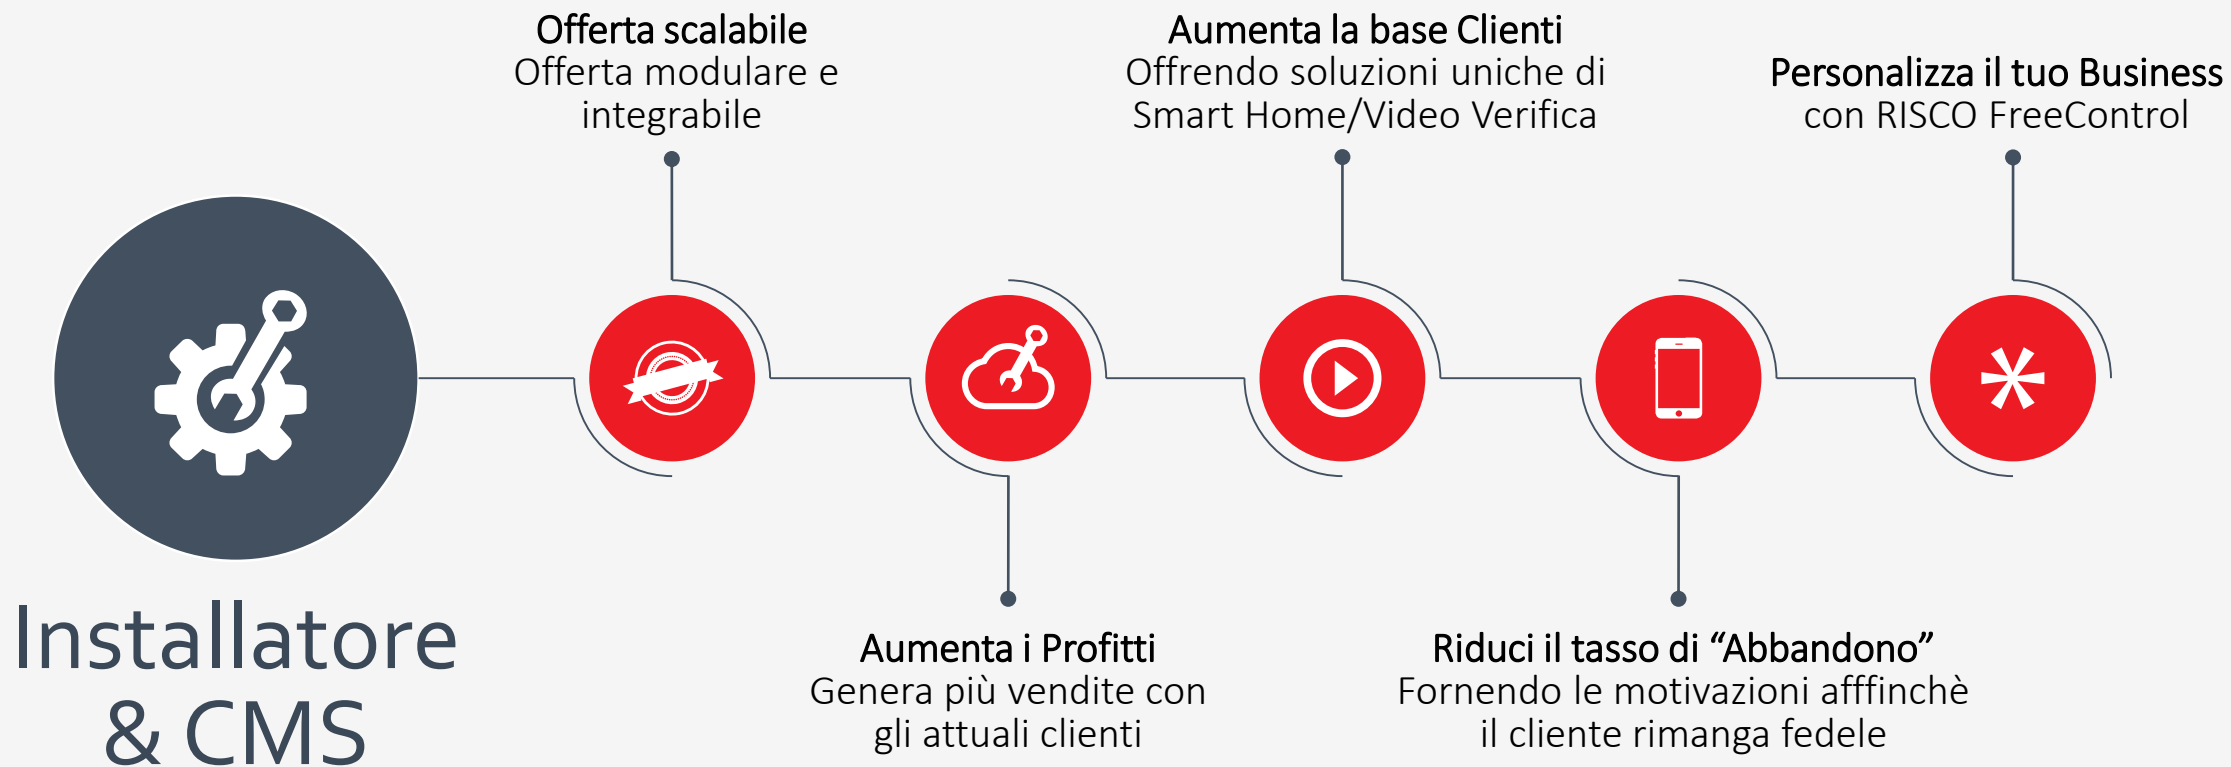 Offerta scalabile
Offerta modulare e
integrabile
Aumenta la base Clienti
Offrendo soluzioni uniche di
Smart Home/Video Verifica
Personalizza il tuo Business
con RISCO FreeControl
Installatore
& CMS
Aumenta i Profitti
Genera più vendite con
gli attuali clienti
Riduci il tasso di “Abbandono”
Fornendo le motivazioni afffinchè
il cliente rimanga fedele